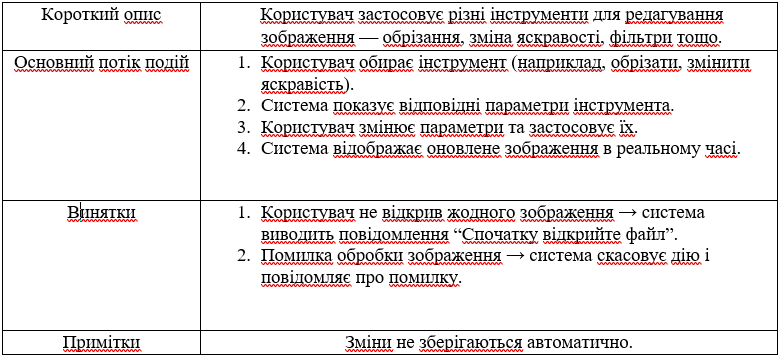 Короткий опис
Користувач застосовує різні інструменти для редагування
зображення — обрізання, зміна яскравості, фільтри тощо.
Основний потік подій
1. Користувач обирає інструмент (наприклад, обрізати, змінити
яскравість).
2. Система показує відповідні параметри інструмента.
3. Користувач змінює параметри та застосовує їх.
4. Система відображає оновлене зображення в реальному часі.
Винятки
1. Користувач не відкрив жодного зображення → система
виводить повідомлення “Спочатку відкрийте файл”.
2. Помилка обробки зображення → система скасовує дію і
повідомляє про помилку.
Примітки
Зміни не зберігаються автоматично.